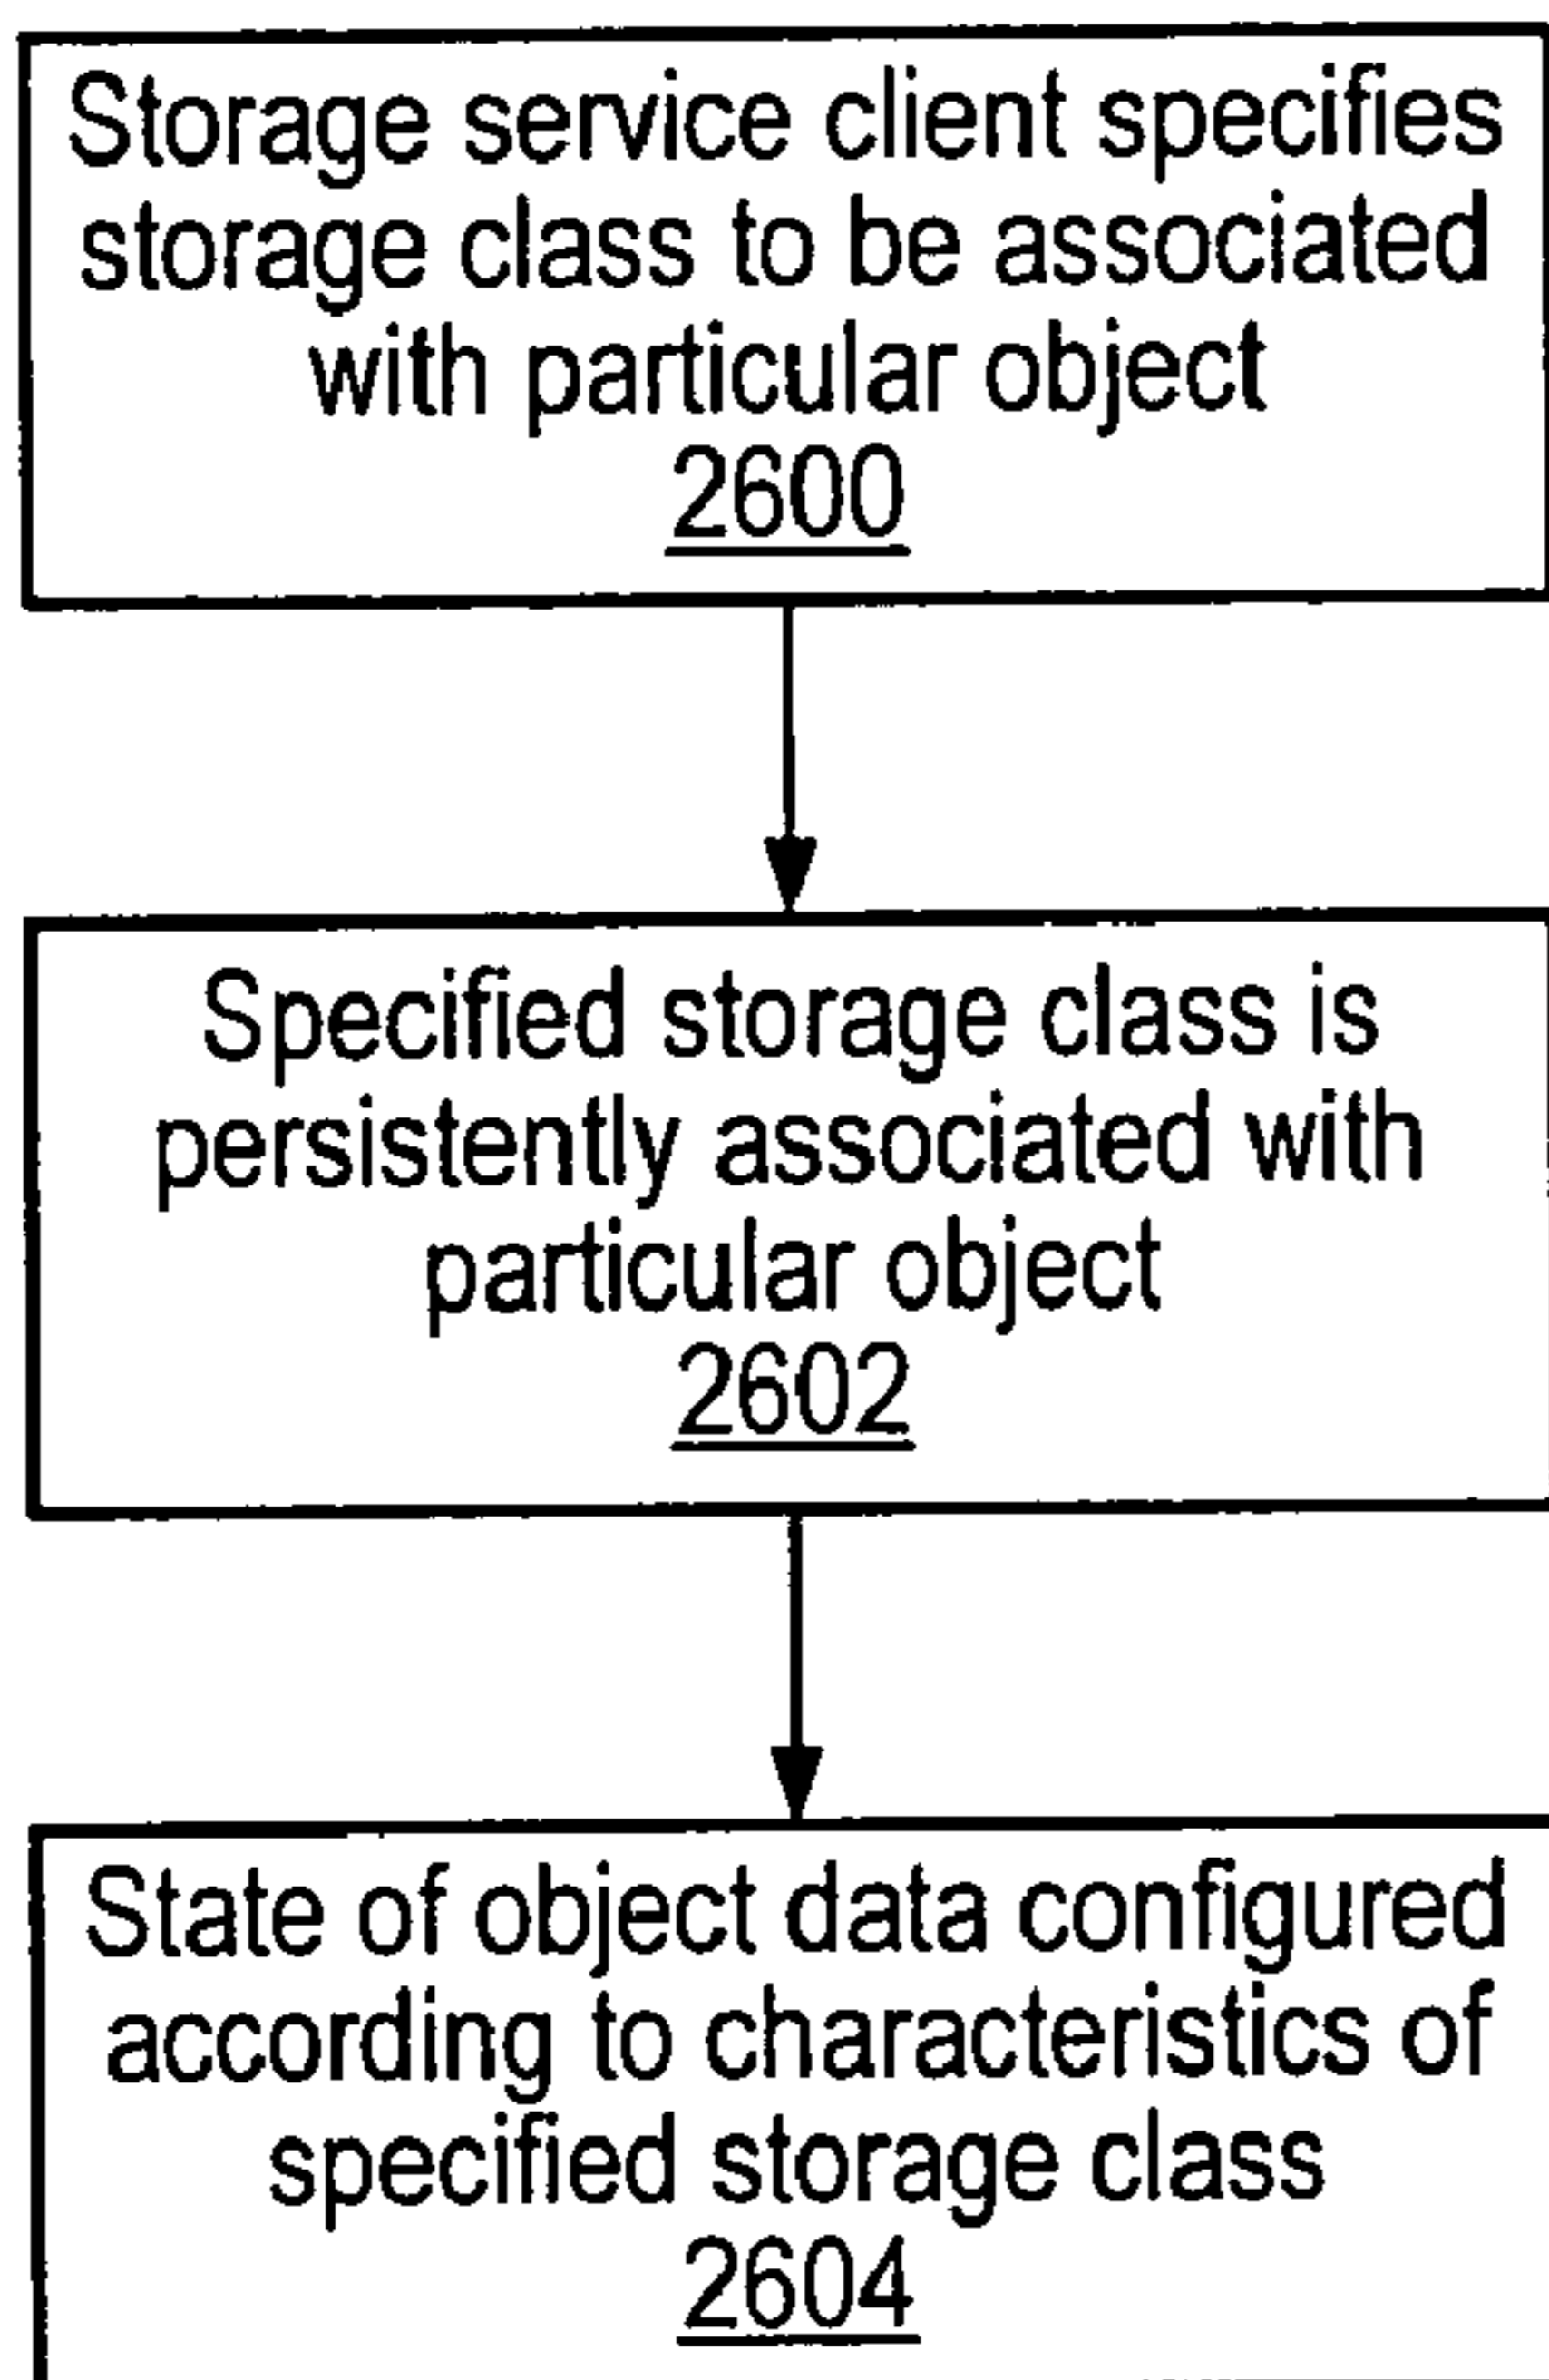 Storage service client specifies
storage class to be associated
with particular object
2600
Specified storage class is
persistently associated with
particular object
2602
State of object data configured
according to characteristics of
specified storage class
2604